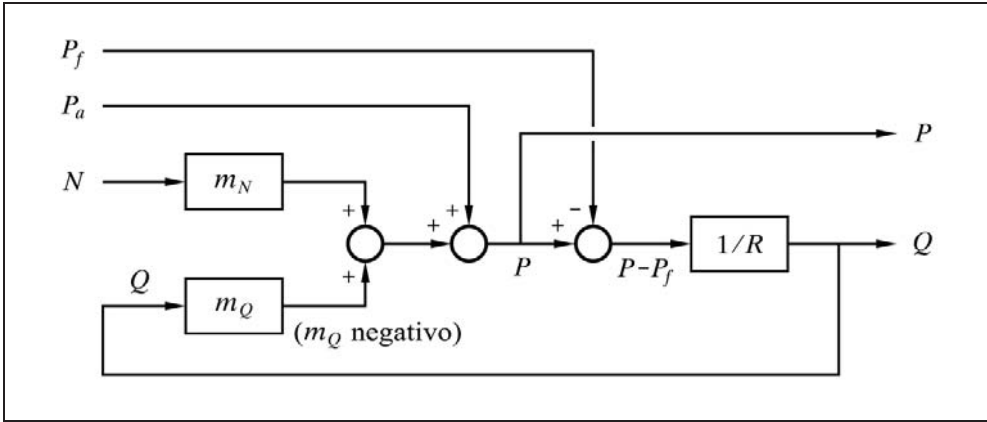 P_f
P_a
P
N
m_N
+
+
+
−
+
+
P
P−P_f
1/R
Q
Q
m_Q
(m_Q negativo)